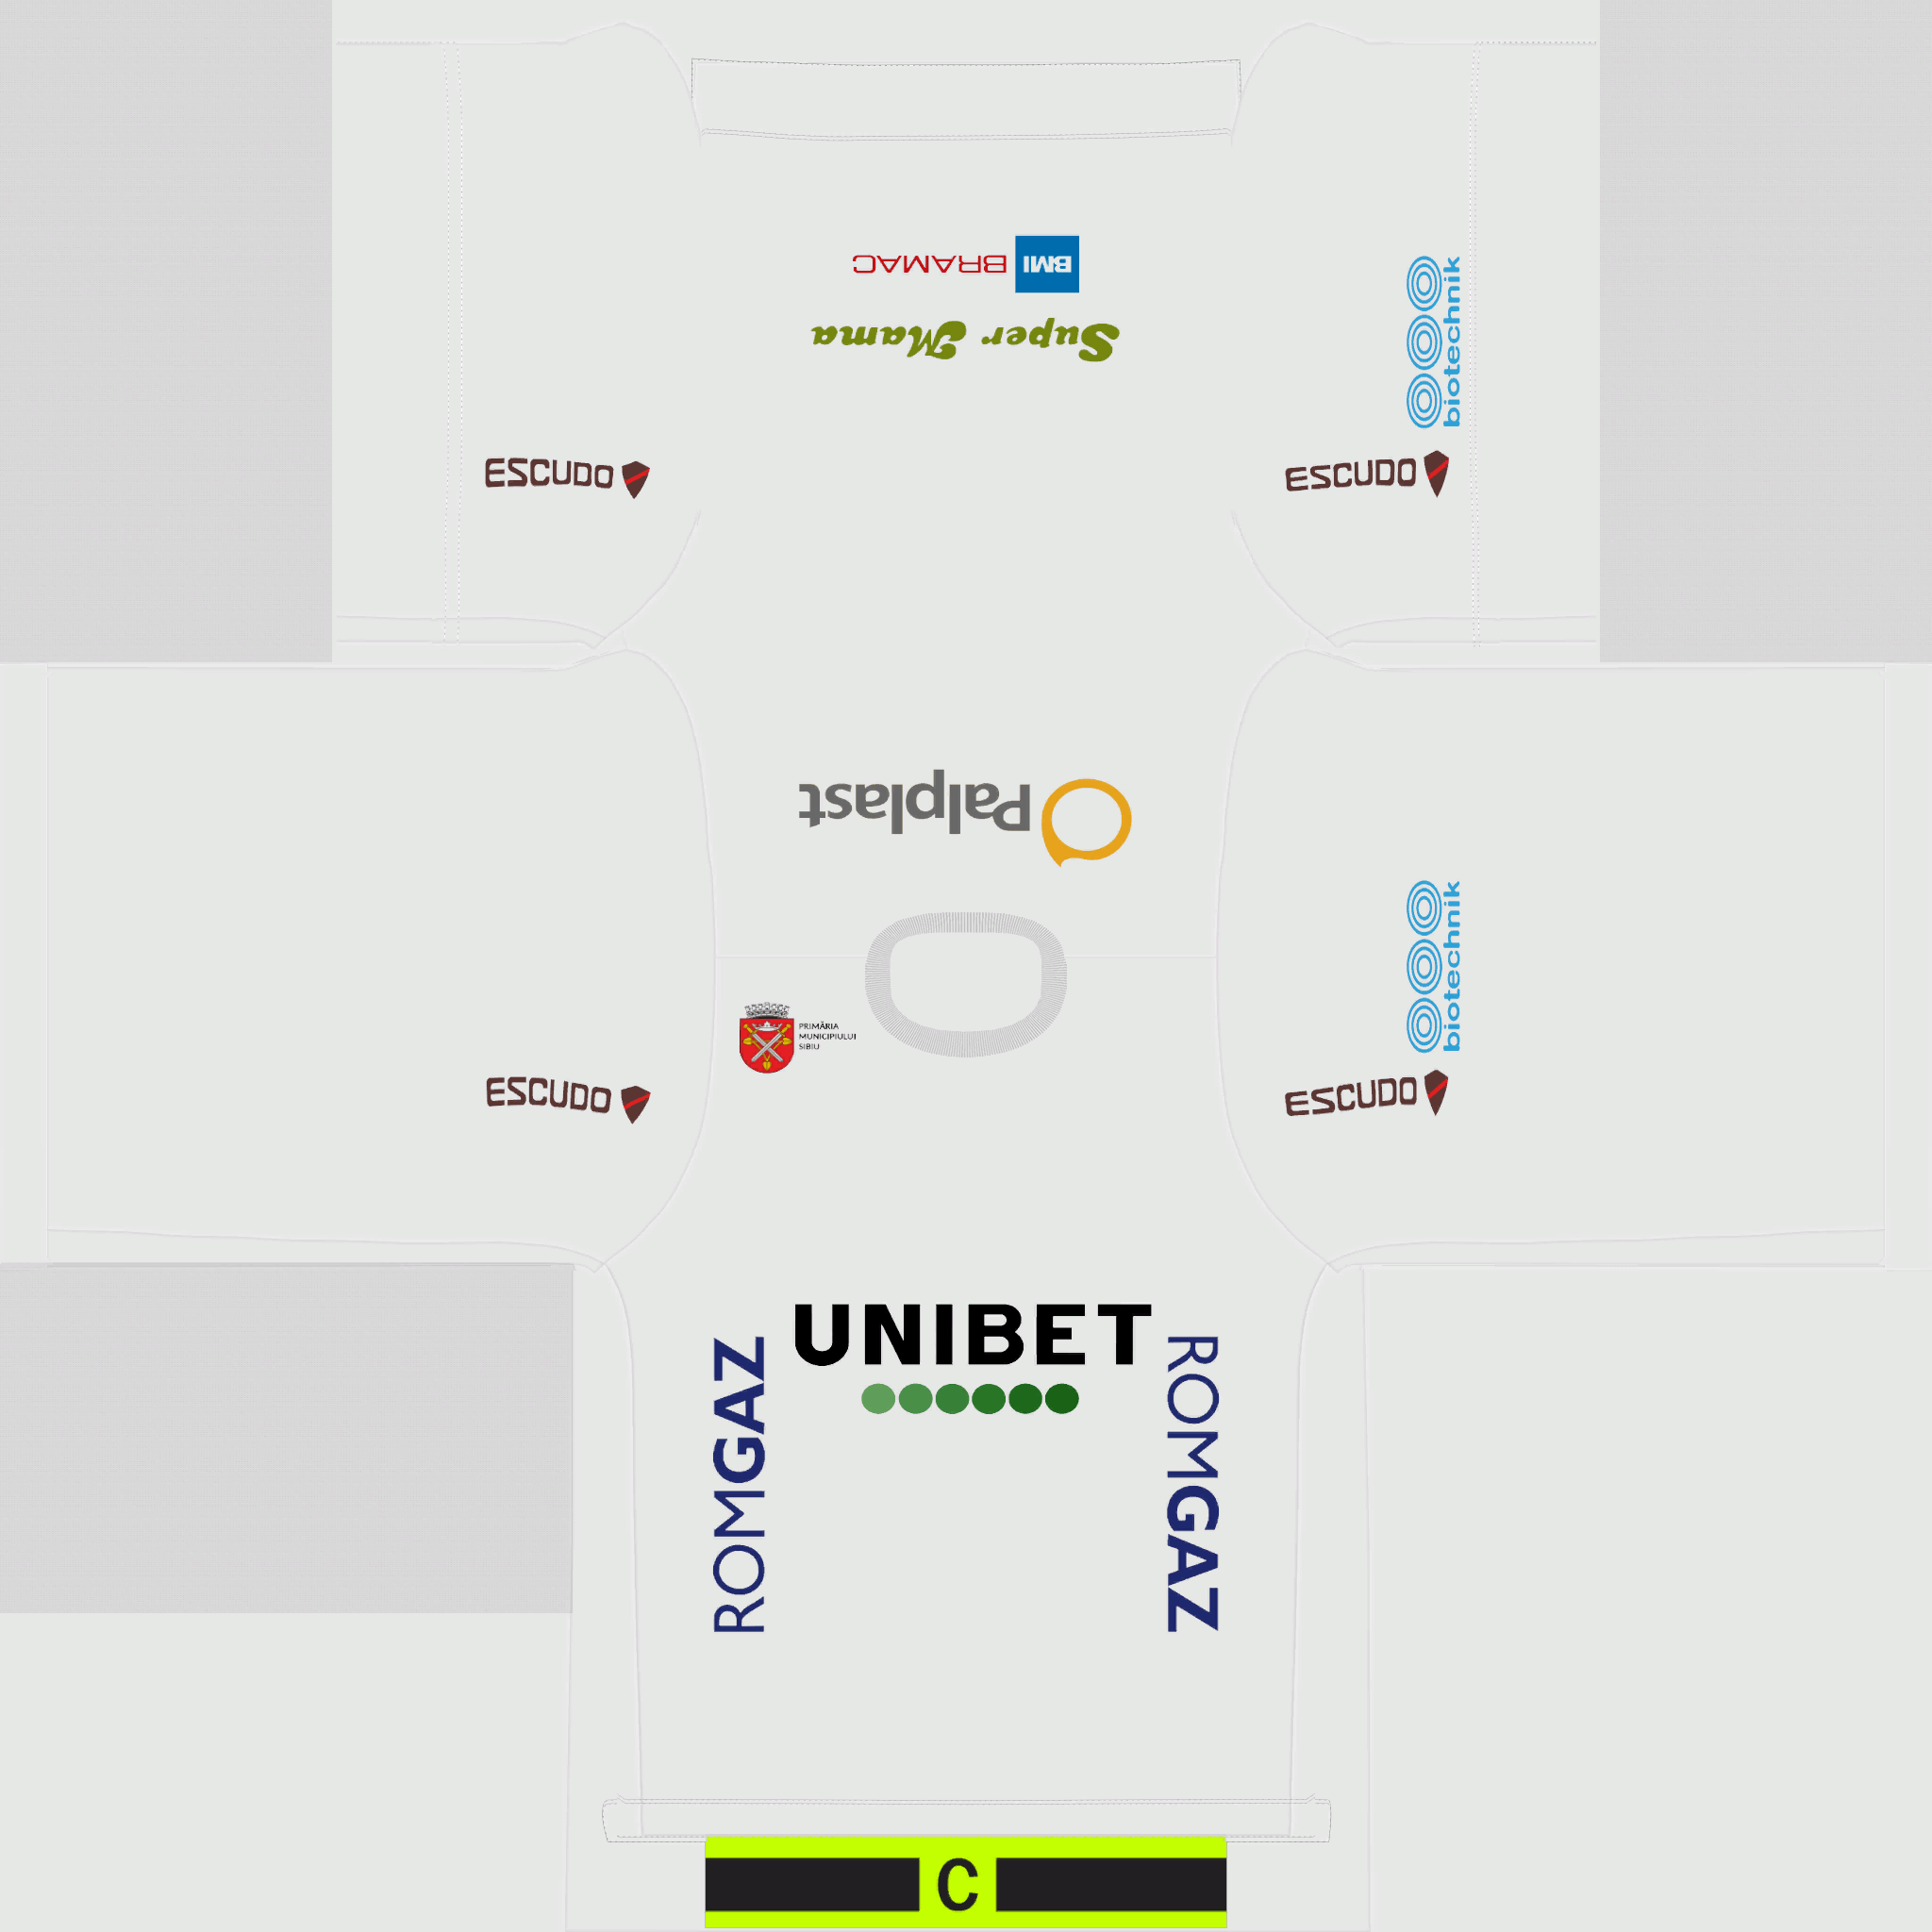 BMI BRAMAC
Super Mama
biotechnik
ESCUDO
ESCUDO
Palplast
biotechnik
PRIMĂRIA
MUNICIPIULUI
SIBIU
ESCUDO
ESCUDO
UNIBET
ROMGAZ
ROMGAZ
C